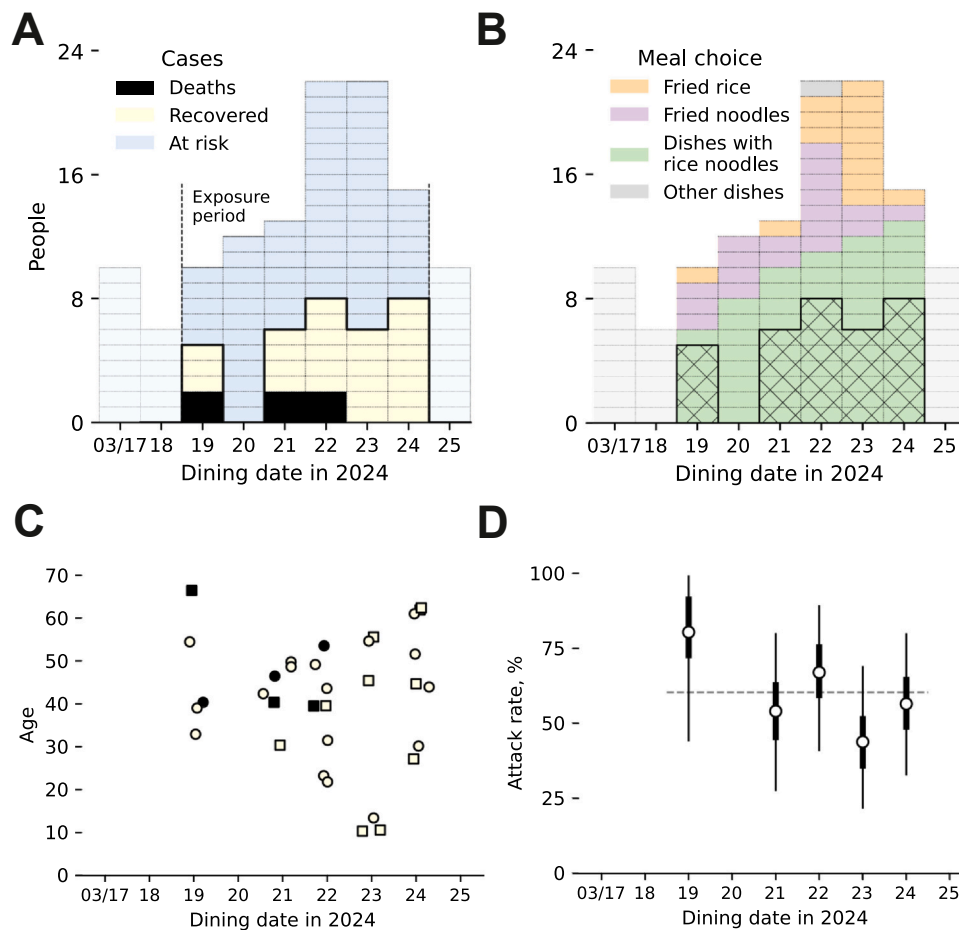 A
24
16
8
0
People
Cases
Deaths
Recovered
At risk
Exposure
period
03/17 18 19 20 21 22 23 24 25
Dining date in 2024
B
24
16
8
0
Meal choice
Fried rice
Fried noodles
Dishes with
rice noodles
Other dishes
03/17 18 19 20 21 22 23 24 25
Dining date in 2024
C
70
60
50
40
30
20
10
0
Age
03/17 18 19 20 21 22 23 24 25
Dining date in 2024
D
100
75
50
25
0
Attack rate, %
03/17 18 19 20 21 22 23 24 25
Dining date in 2024